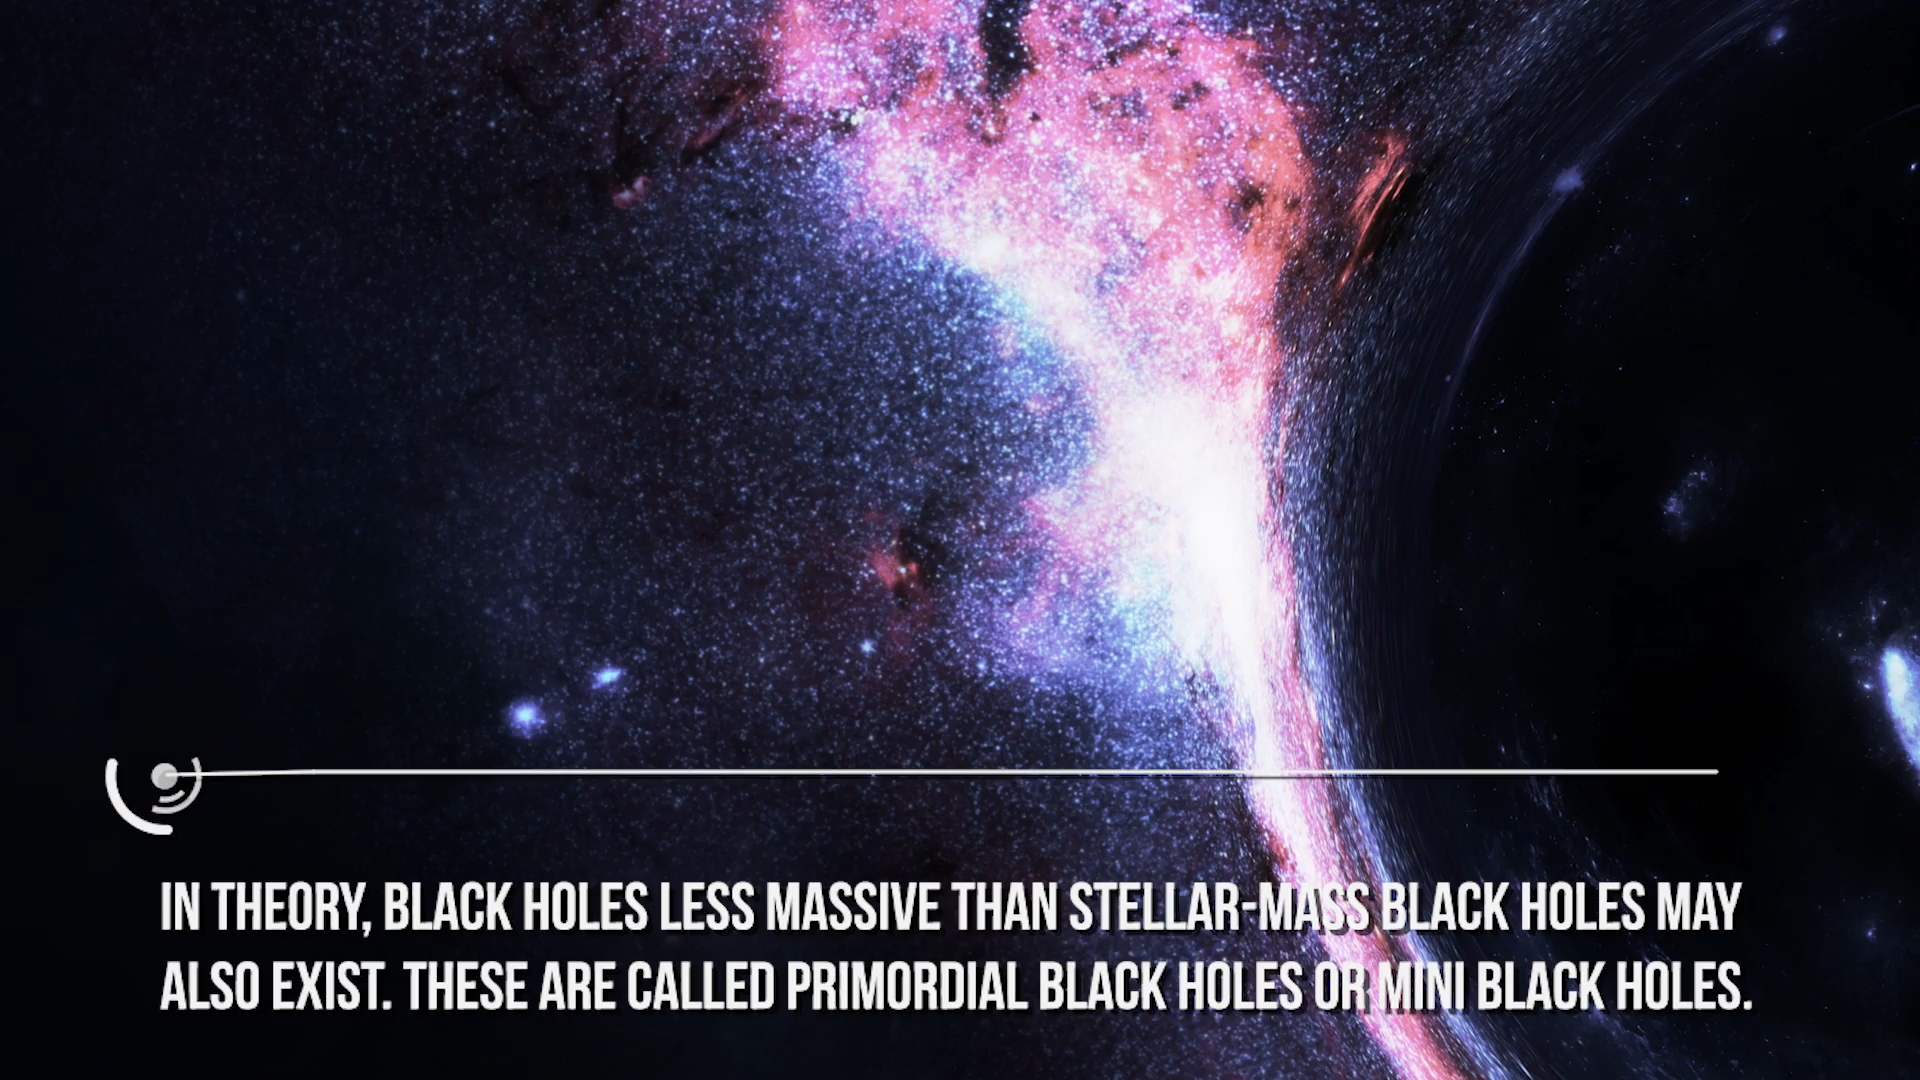 IN THEORY, BLACK HOLES LESS MASSIVE THAN STELLAR-MASS BLACK HOLES MAY
ALSO EXIST. THESE ARE CALLED PRIMORDIAL BLACK HOLES OR MINI BLACK HOLES.